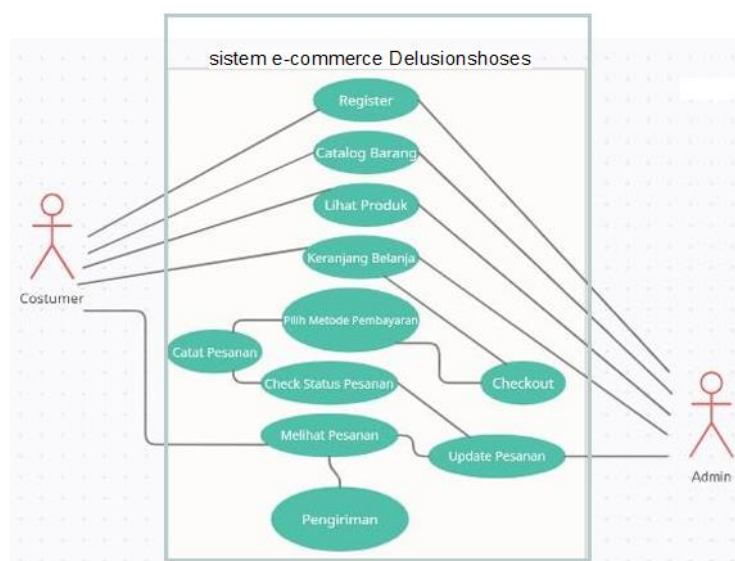 sistem e-commerce Delusionshoses
Register
Catalog Barang
Lihat Produk
Keranjang Belanja
Costumer
Pilih Metode Pembayaran
Catat Pesanan
Check Status Pesanan
Checkout
Melihat Pesanan
Update Pesanan
Admin
Pengiriman